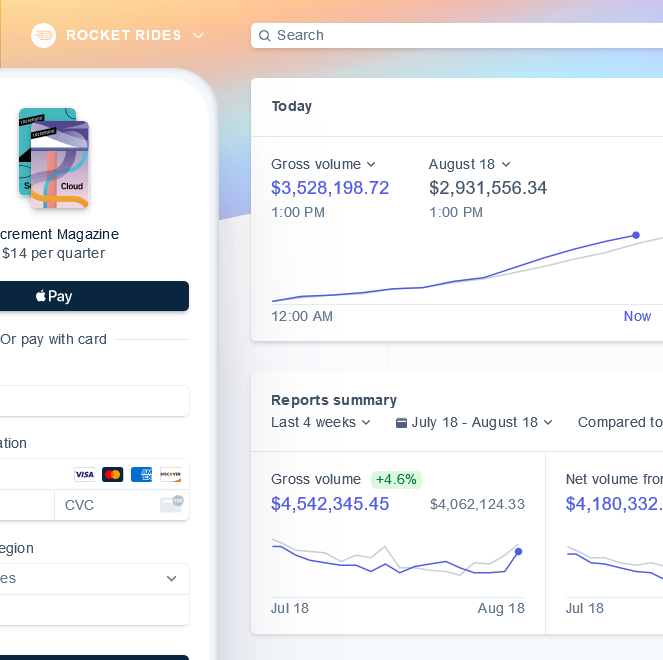 ROCKET RIDES
Search
Today
Gross volume
August 18
$3,528,198.72
$2,931,556.34
1:00 PM
1:00 PM
12:00 AM
Now
Reports summary
Last 4 weeks
July 18 - August 18
Compared to
Gross volume
+4.6%
$4,542,345.45
$4,062,124.33
Jul 18
Aug 18
Net volume fro
$4,180,332.
Jul 18
Increment
Increment
Cloud
crement Magazine
$14 per quarter
Pay
Or pay with card
ation
VISA
AMEX
DISCOVER
CVC
egion
es